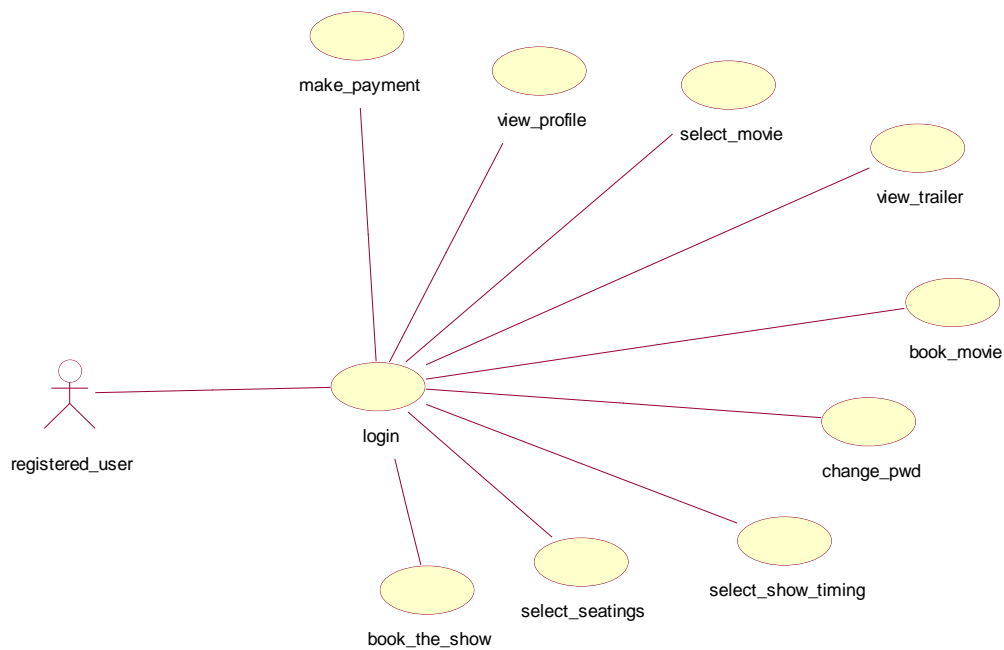 make_payment
view_profile
select_movie
view_trailer
book_movie
login
registered_user
change_pwd
select_show_timing
select_seatings
book_the_show